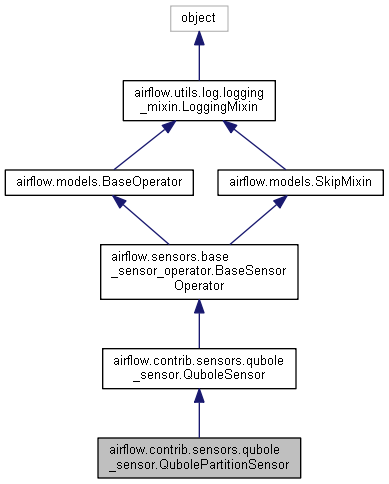 object
airflow.utils.log.logging
_mixin.LoggingMixin
airflow.models.BaseOperator
airflow.models.SkipMixin
airflow.sensors.base
_sensor_operator.BaseSensor
Operator
airflow.contrib.sensors.qubole
_sensor.QuboleSensor
airflow.contrib.sensors.qubole
_sensor.QubolePartitionSensor